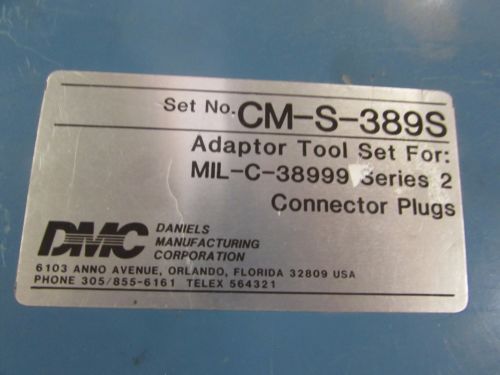 Set No. CM-S-389S
Adaptor Tool Set For:
MIL-C-38999 Series 2
Connector Plugs
DMC DANIELS
MANUFACTURING
CORPORATION
6103 ANNO AVENUE, ORLANDO, FLORIDA 32809 USA
PHONE 305/855-6161 TELEX 564321